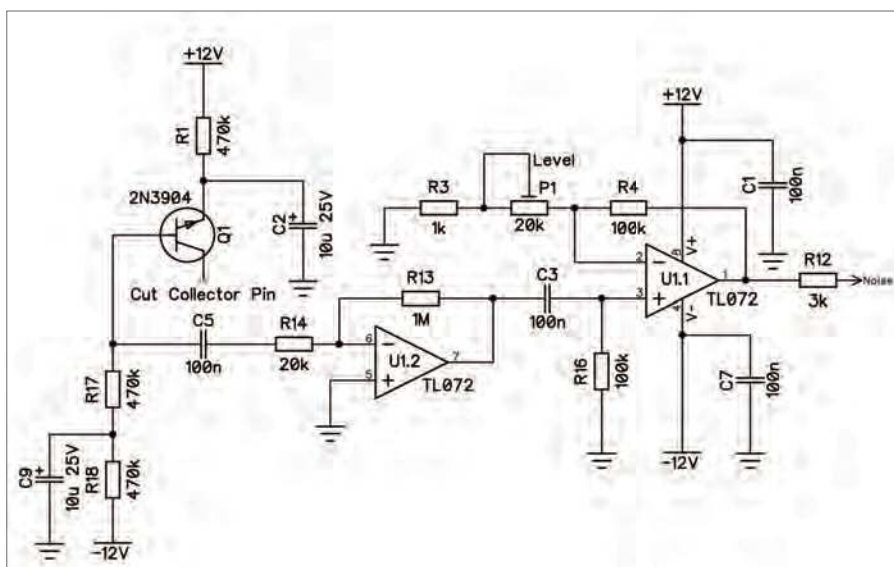 +12V
R1
470k
2N3904
Q1
C2
+
10u 25V
Cut Collector Pin
C5
100n
R14
20k
R17
470k
C9
+
10u 25V
R18
470k
-12V
R13
1M
6
-
5
+
U1.2
7
TL072
C3
100n
R16
100k
R3
1k
Level
P1
20k
R4
100k
+12V
C1
100n
2
-
3
+
8
V+
U1.1
1
TL072
4
V-
R12
3k
Noise
C7
100n
-12V